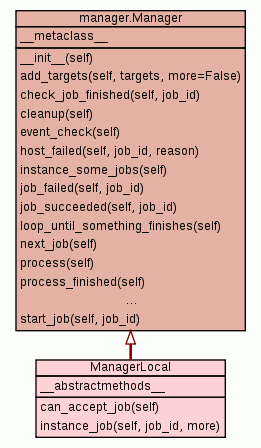 manager.Manager
__metaclass__
__init__(self)
add_targets(self, targets, more=False)
check_job_finished(self, job_id)
cleanup(self)
event_check(self)
host_failed(self, job_id, reason)
instance_some_jobs(self)
job_failed(self, job_id)
job_succeeded(self, job_id)
loop_until_something_finishes(self)
next_job(self)
process(self)
process_finished(self)
...
start_job(self, job_id)
ManagerLocal
__abstractmethods__
can_accept_job(self)
instance_job(self, job_id, more)